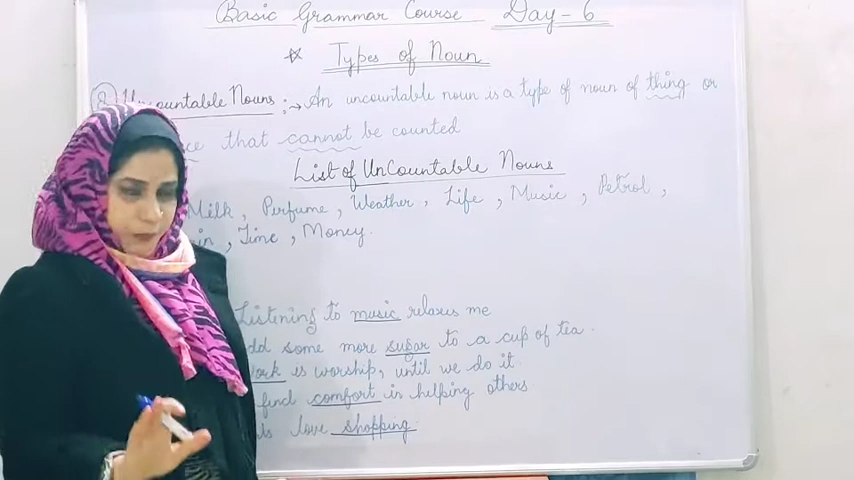 Basic Grammar Course Day-6
Types of Noun
8 Uncountable Nouns :→ An uncountable noun is a type of noun of thing or
that cannot be counted
List of UnCountable Nouns
Milk, Perfume, Weather, Life, Music, Petrol,
Time, Money.
Listening to music relaxes me
some more sugar to a cup of tea.
is worship, until we do it.
find comfort in helping others
love shopping